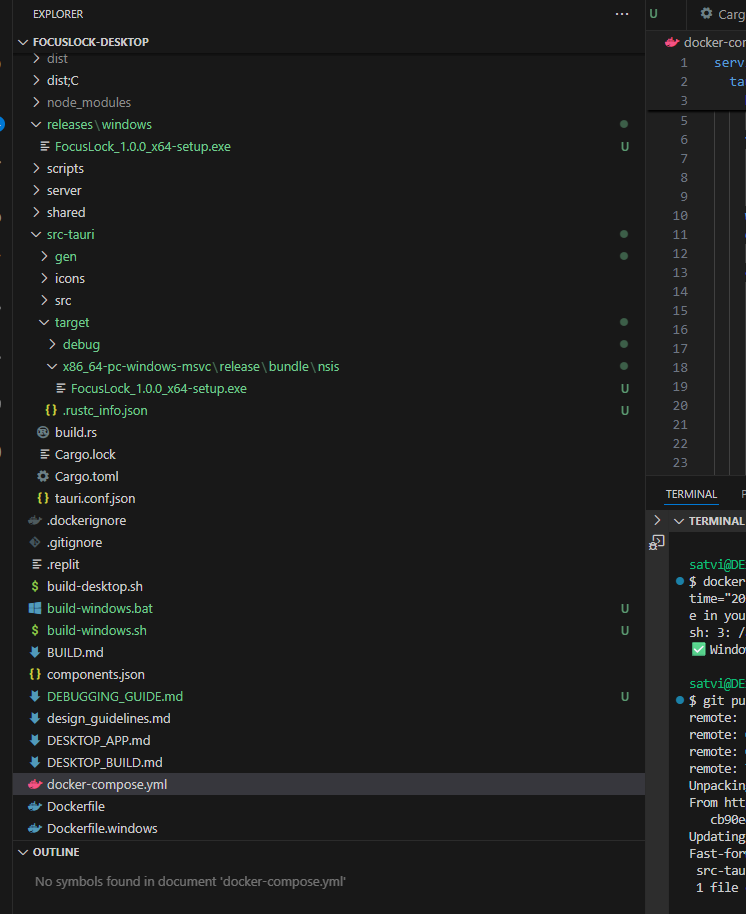 EXPLORER
FOCUSLOCK-DESKTOP
dist
dist;C
node_modules
releases\windows
FocusLock_1.0.0_x64-setup.exe U
scripts
server
shared
src-tauri
gen
icons
src
target
debug
x86_64-pc-windows-msvc\release\bundle\nsis
FocusLock_1.0.0_x64-setup.exe U
{} .rustc_info.json U
build.rs
Cargo.lock
Cargo.toml
{} tauri.conf.json
.dockerignore
.gitignore
.replit
$ build-desktop.sh
build-windows.bat U
$ build-windows.sh U
BUILD.md
{} components.json
DEBUGGING_GUIDE.md U
design_guidelines.md
DESKTOP_APP.md
DESKTOP_BUILD.md
docker-compose.yml
Dockerfile
Dockerfile.windows
OUTLINE
No symbols found in document 'docker-compose.yml'
U Carg
docker-cor
1 serv
2 ta
3
5
6
7
8
9
10
11
12
13
14
15
16
17
18
19
20
21
22
23
TERMINAL
TERMINAL
satvi@DE
$ docker
time="20
e in you
sh: 3: /
✅ Window
satvi@DE
$ git pu
remote:
remote:
remote:
remote:
Unpackin
From htt
cb90e
Updating
Fast-for
src-tau
1 file